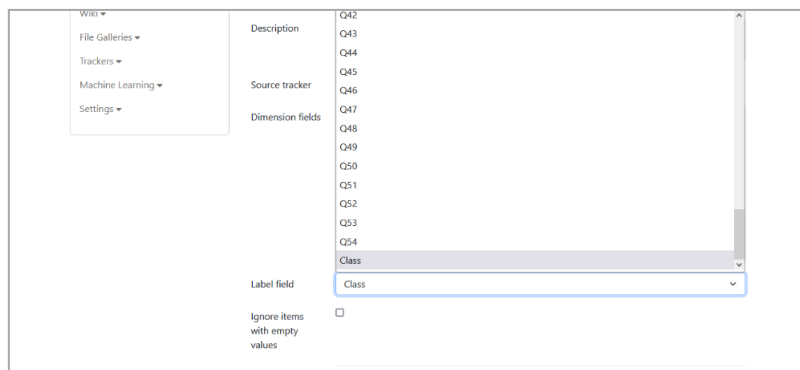 Wiki
File Galleries
Trackers
Machine Learning
Settings
Description
Source tracker
Dimension fields
Q42
Q43
Q44
Q45
Q46
Q47
Q48
Q49
Q50
Q51
Q52
Q53
Q54
Class
Label field
Class
Ignore items
with empty
values